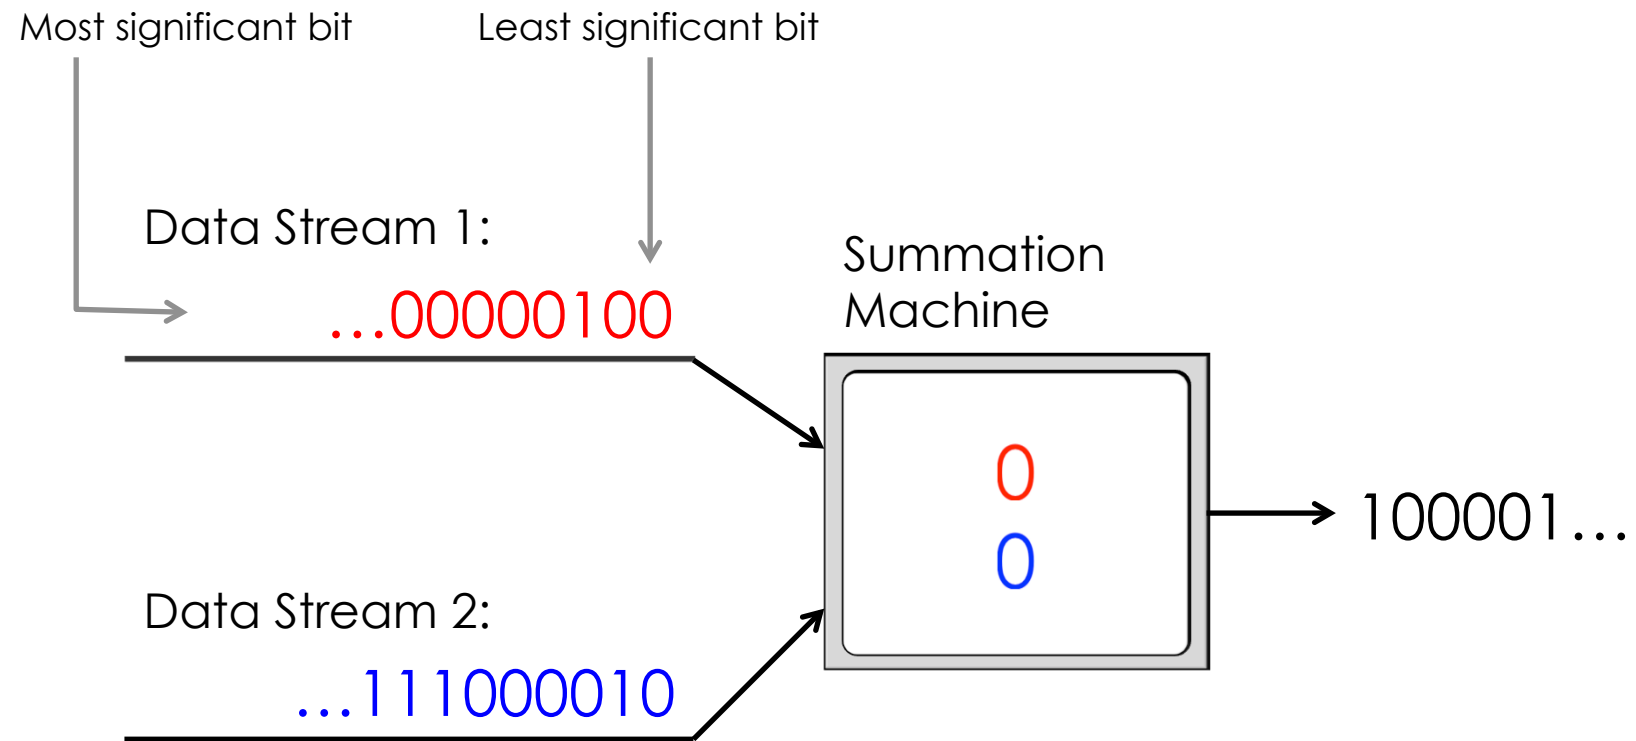 Most significant bit
Least significant bit
Data Stream 1:
...00000100
Summation
Machine
0
0
100001...
Data Stream 2:
...111000010